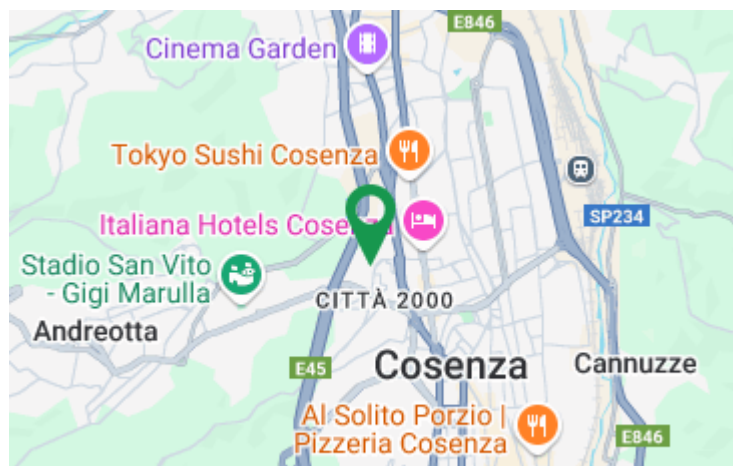 E846
Cinema Garden
Tokyo Sushi Cosenza
Italiana Hotels Cosenza
SP234
Stadio San Vito
- Gigi Marulla
CITTÀ 2000
Andreotta
E45
Cosenza
Cannuzze
Al Solito Porzio |
Pizzeria Cosenza
E846